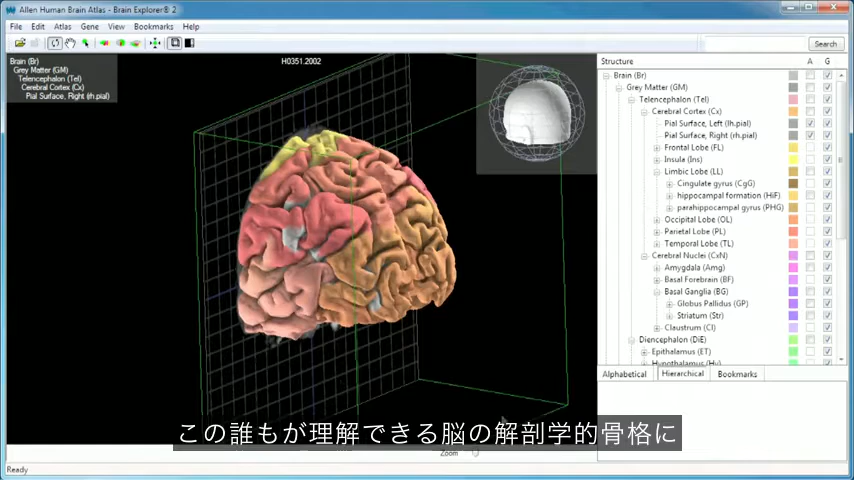 Allen Human Brain Atlas - Brain Explorer® 2
File Edit Atlas Gene View Bookmarks Help
Search
Brain (Br)
Grey Matter (GM)
Telencephalon (Tel)
Cerebral Cortex (Cx)
Pial Surface, Right (rh.pial)
H0351.2002
Structure A G
Brain (Br)
Grey Matter (GM)
Telencephalon (Tel)
Cerebral Cortex (Cx)
Pial Surface, Left (lh.pial)
Pial Surface, Right (rh.pial)
Frontal Lobe (FL)
Insula (Ins)
Limbic Lobe (LL)
Cingulate gyrus (CgG)
hippocampal formation (HiF)
parahippocampal gyrus (PHG)
Occipital Lobe (OL)
Parietal Lobe (PL)
Temporal Lobe (TL)
Cerebral Nuclei (CxN)
Amygdala (Amg)
Basal Forebrain (BF)
Basal Ganglia (BG)
Globus Pallidus (GP)
Striatum (Str)
Claustrum (Cl)
Diencephalon (DiE)
Epithalamus (ET)
Hypothalamus (Hy)
Alphabetical Hierarchical Bookmarks
この誰もが理解できる脳の解剖学的骨格に
Zoom
Ready